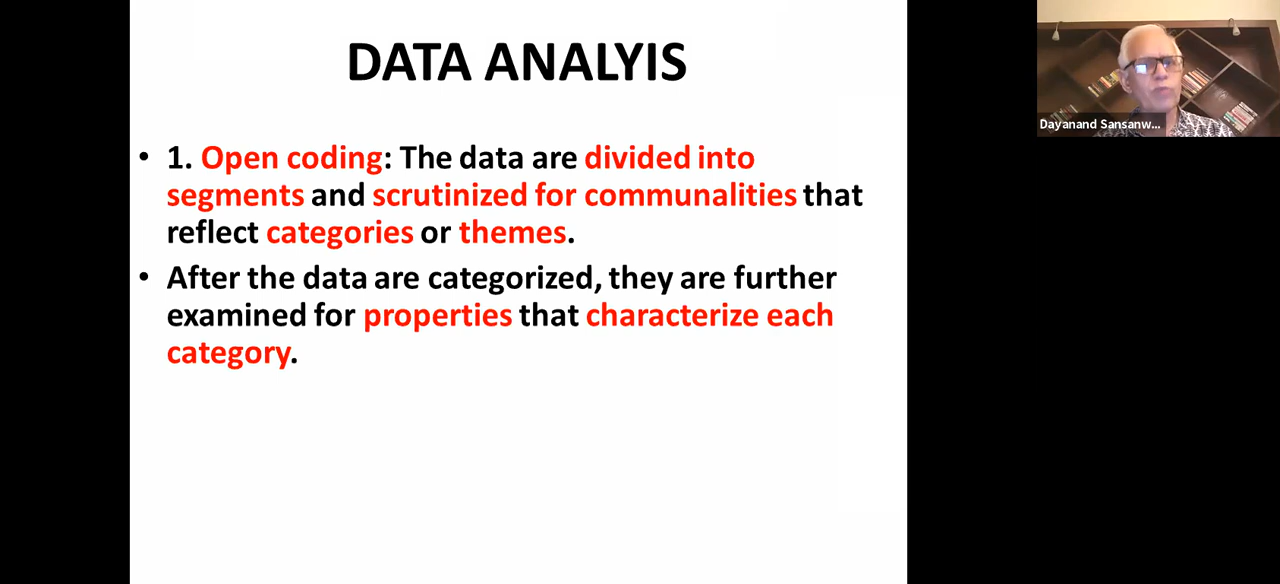 DATA ANALYIS
• 1. Open coding: The data are divided into
segments and scrutinized for communalities that
reflect categories or themes.
• After the data are categorized, they are further
examined for properties that characterize each
category.
Dayanand Sansanw...